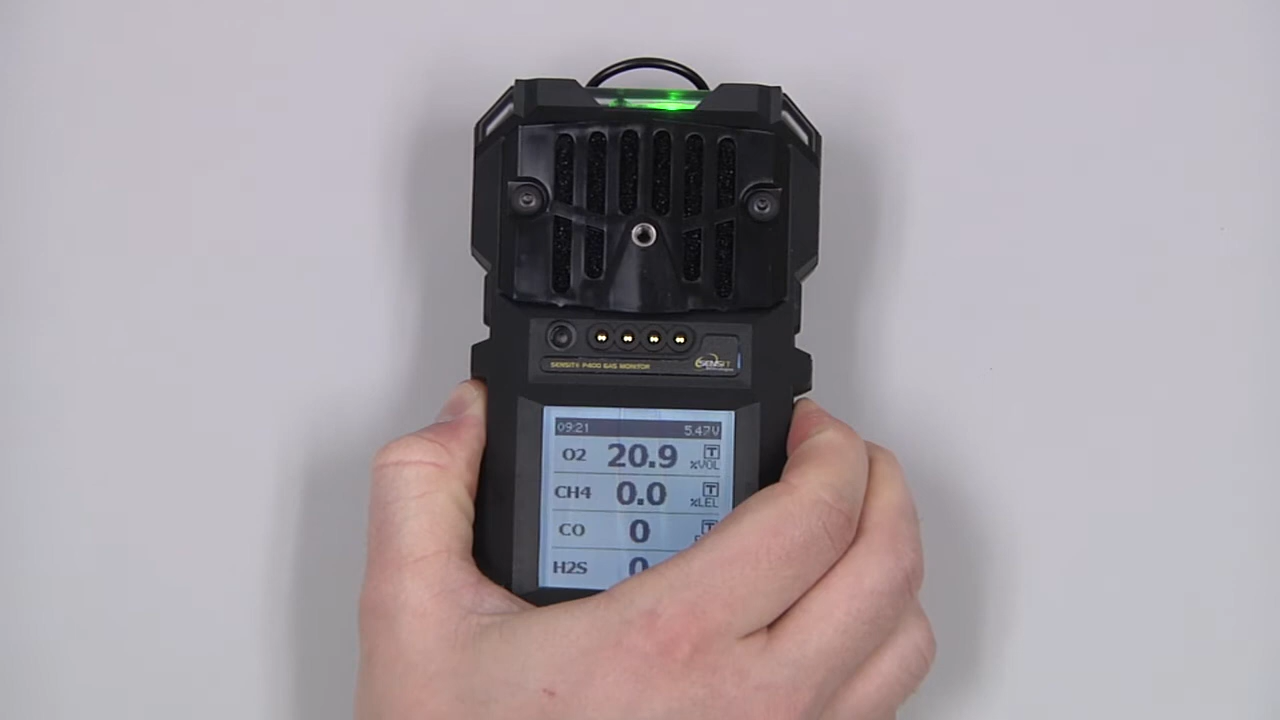 SENSIT® P400 GAS MONITOR
SENSIT
09:21 5.47V
O2 20.9 T
%VOL
CH4 0.0 T
%LEL
CO 0 T
H2S 0